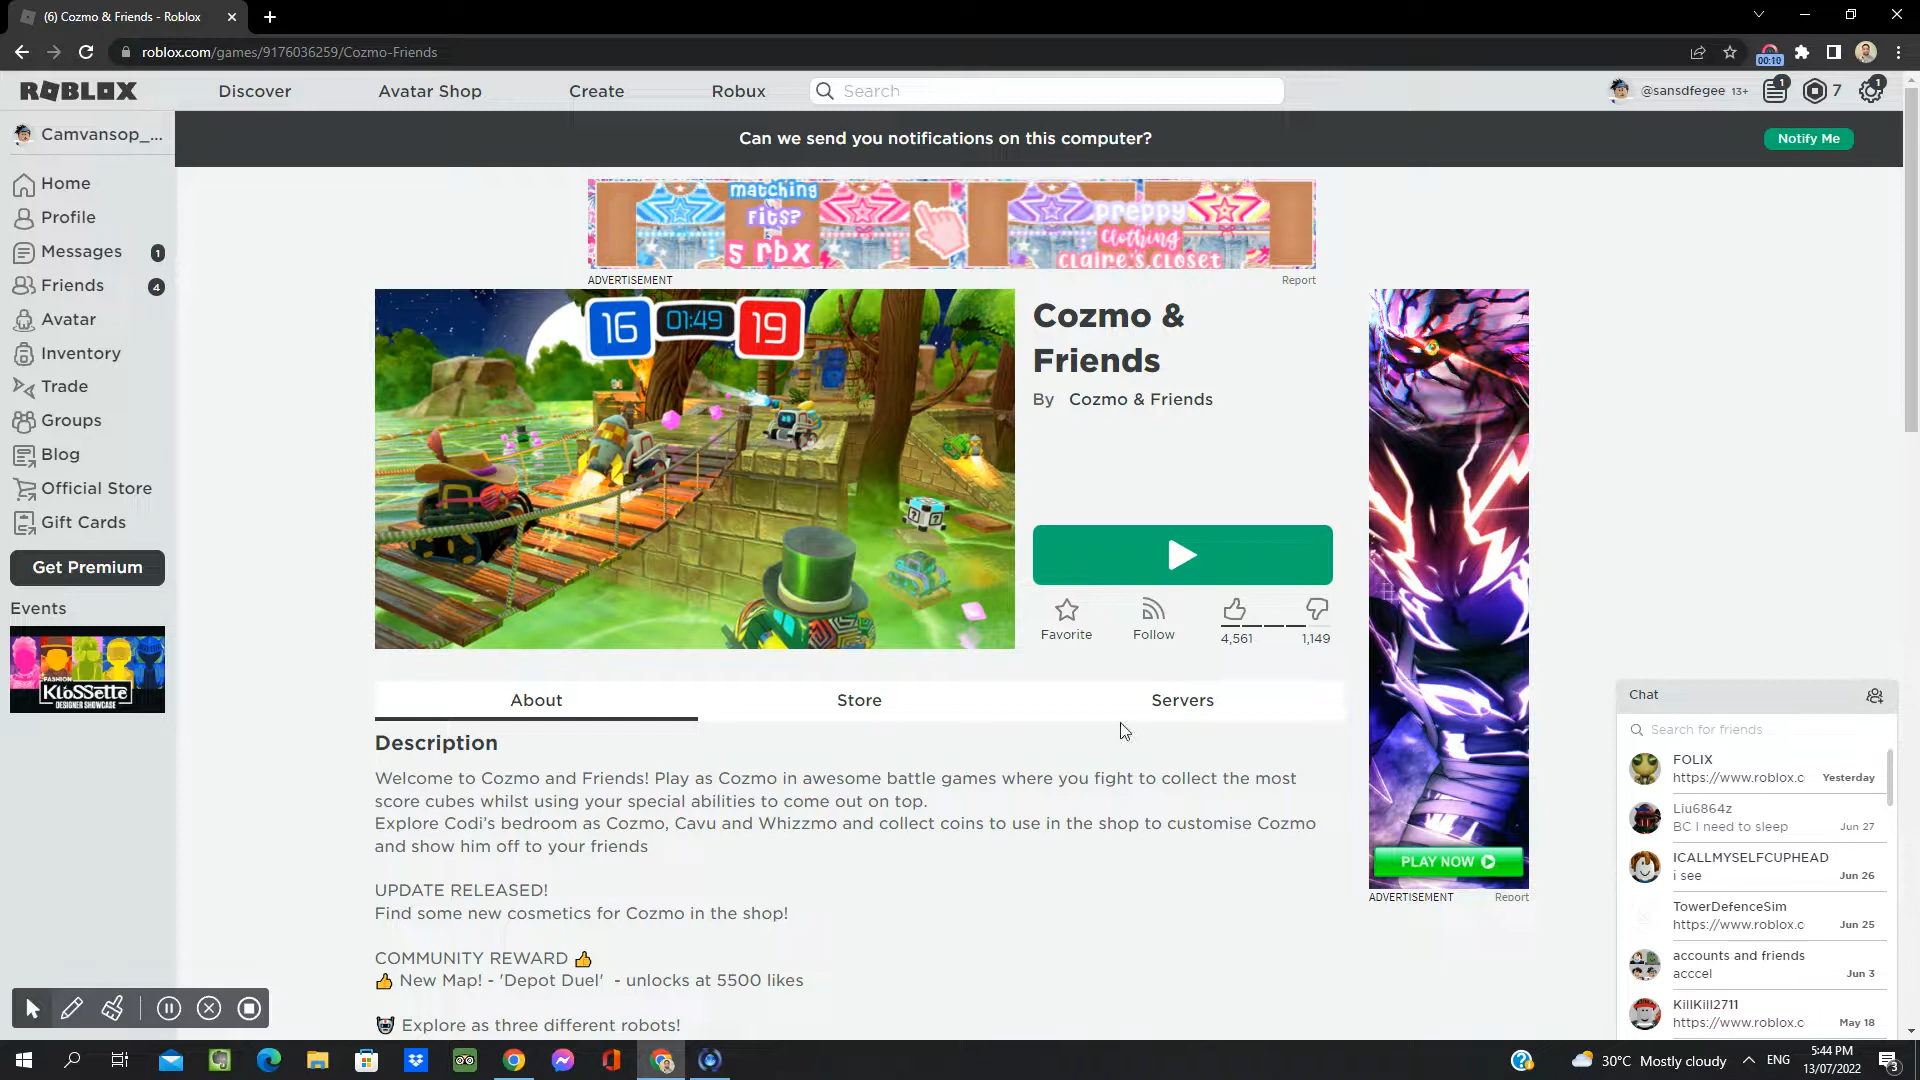 (6) Cozmo & Friends - Roblox
roblox.com/games/9176036259/Cozmo-Friends
00:10
ROBLOX
Discover
Avatar Shop
Create
Robux
Search
@sansdfegee 13+
1
7
1
Camvansop_...
Can we send you notifications on this computer?
Notify Me
Home
Profile
Messages 1
Friends 4
Avatar
Inventory
Trade
Groups
Blog
Official Store
Gift Cards
Get Premium
Events
FASHION
KLOSSETTE
DESIGNER SHOWCASE
matching
fits?
5 rbx
preppy
clothing
claire's closet
ADVERTISEMENT
Report
16 01:49 19
Cozmo &
Friends
By Cozmo & Friends
Favorite
Follow
4,561
1,149
About
Store
Servers
Description
Welcome to Cozmo and Friends! Play as Cozmo in awesome battle games where you fight to collect the most
score cubes whilst using your special abilities to come out on top.
Explore Codi's bedroom as Cozmo, Cavu and Whizzmo and collect coins to use in the shop to customise Cozmo
and show him off to your friends
UPDATE RELEASED!
Find some new cosmetics for Cozmo in the shop!
COMMUNITY REWARD 👍
👍 New Map! - 'Depot Duel' - unlocks at 5500 likes
🤖 Explore as three different robots!
PLAY NOW
ADVERTISEMENT
Report
Chat
Search for friends
FOLIX
https://www.roblox.c Yesterday
Liu6864z
BC I need to sleep Jun 27
ICALLMYSELFCUPHEAD
i see Jun 26
TowerDefenceSim
https://www.roblox.c Jun 25
accounts and friends
acccel Jun 3
KillKill2711
https://www.roblox.c May 18
30°C Mostly cloudy
ENG
5:44 PM
13/07/2022
3